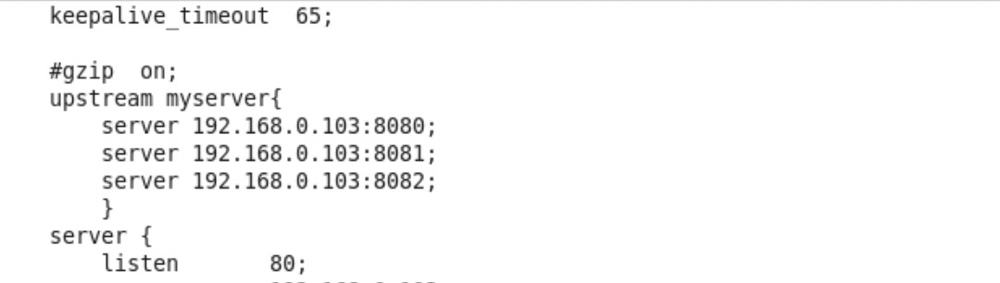 keepalive_timeout  65;
#gzip  on;
upstream myserver{
server 192.168.0.103:8080;
server 192.168.0.103:8081;
server 192.168.0.103:8082;
}
server {
listen       80;